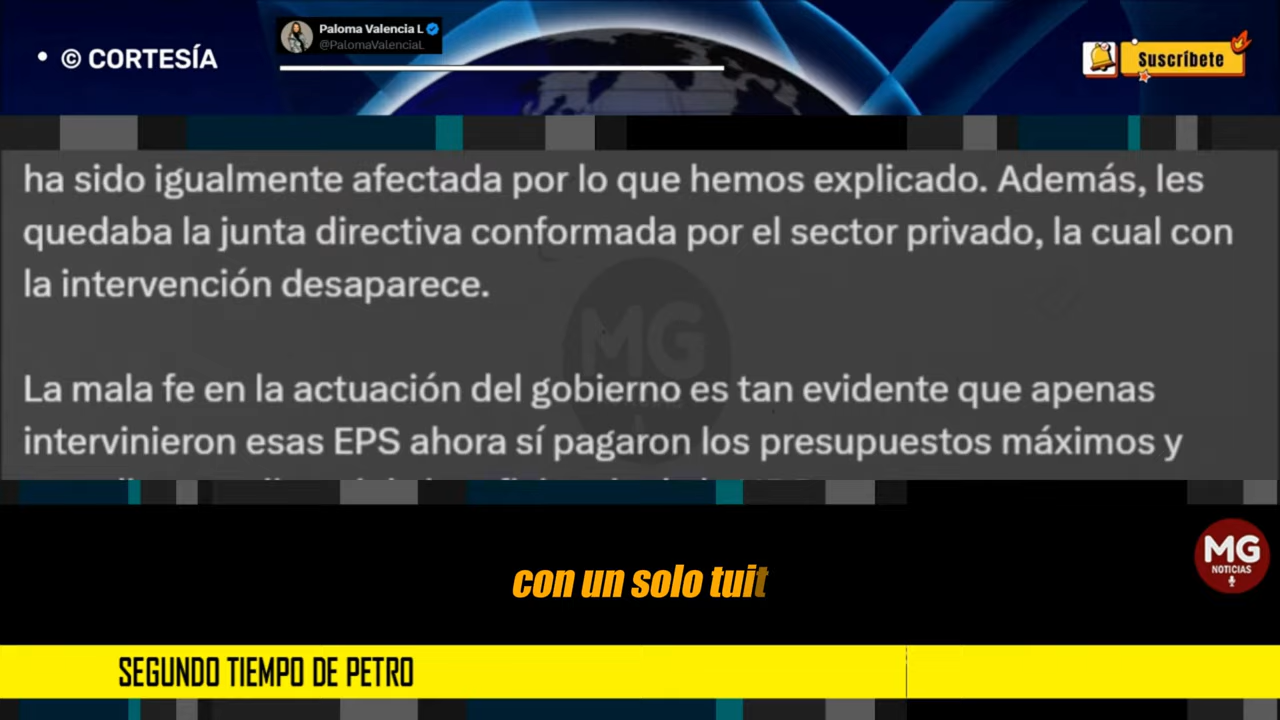 • © CORTESÍA
Paloma Valencia L
@PalomaValenciaL
Suscríbete
ha sido igualmente afectada por lo que hemos explicado. Además, les
quedaba la junta directiva conformada por el sector privado, la cual con
la intervención desaparece.
La mala fe en la actuación del gobierno es tan evidente que apenas
intervinieron esas EPS ahora sí pagaron los presupuestos máximos y
MG
con un solo tuit
MG
NOTICIAS
SEGUNDO TIEMPO DE PETRO